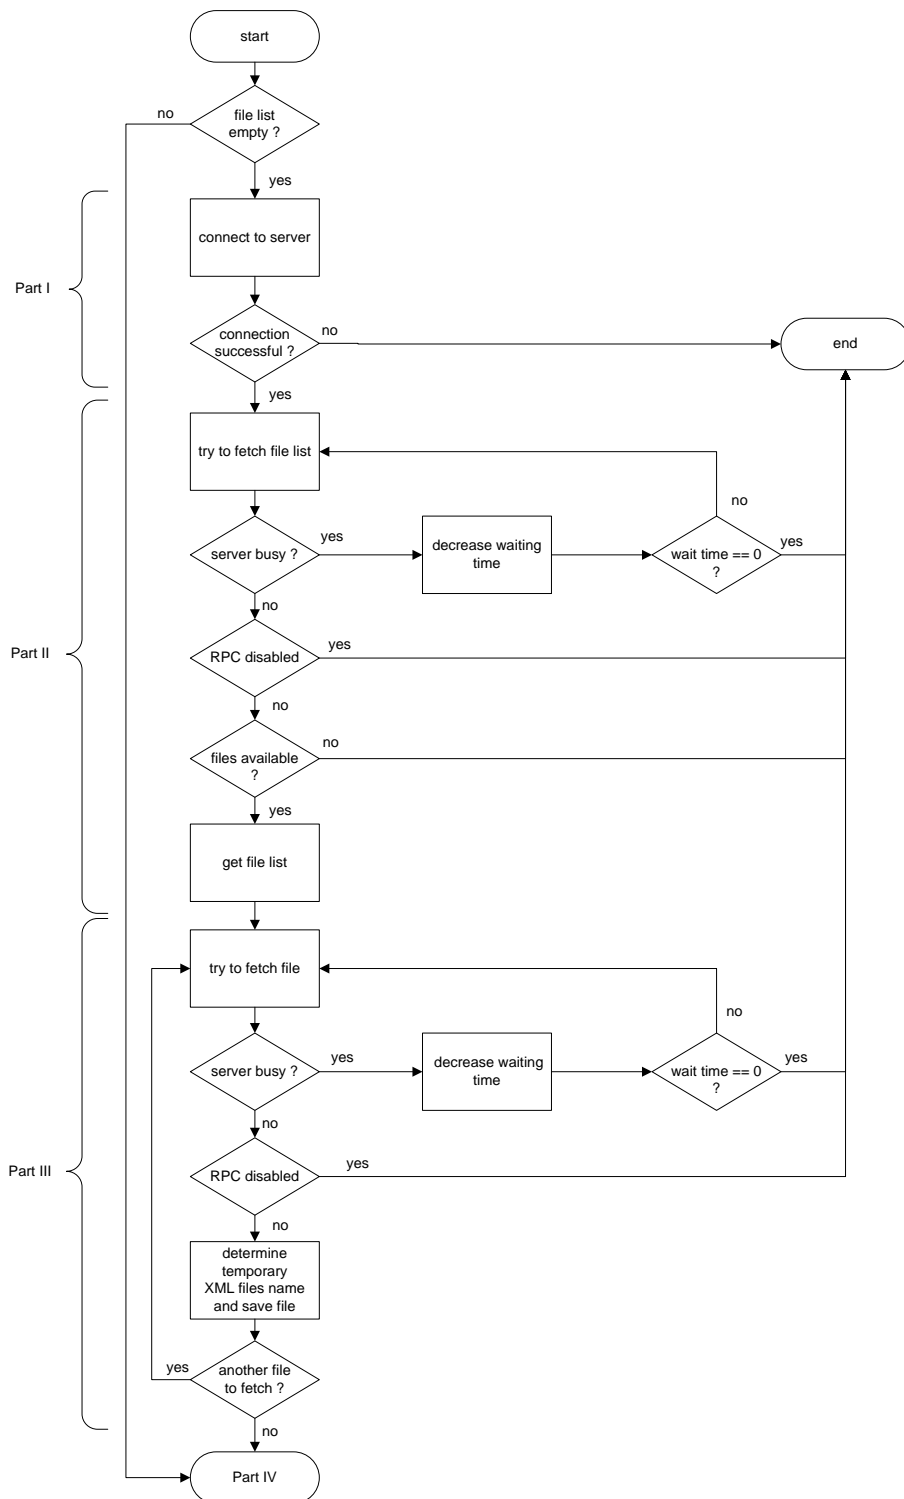 start
no
file list
empty ?
yes
connect to server
Part I
connection
successful ?
no
end
yes
try to fetch file list
no
server busy ?
yes
decrease waiting
time
wait time == 0
?
yes
no
Part II
RPC disabled
yes
no
files available
?
no
yes
get file list
try to fetch file
no
server busy ?
yes
decrease waiting
time
wait time == 0
?
yes
no
Part III
RPC disabled
yes
no
determine
temporary
XML files name
and save file
yes
another file
to fetch ?
no
Part IV